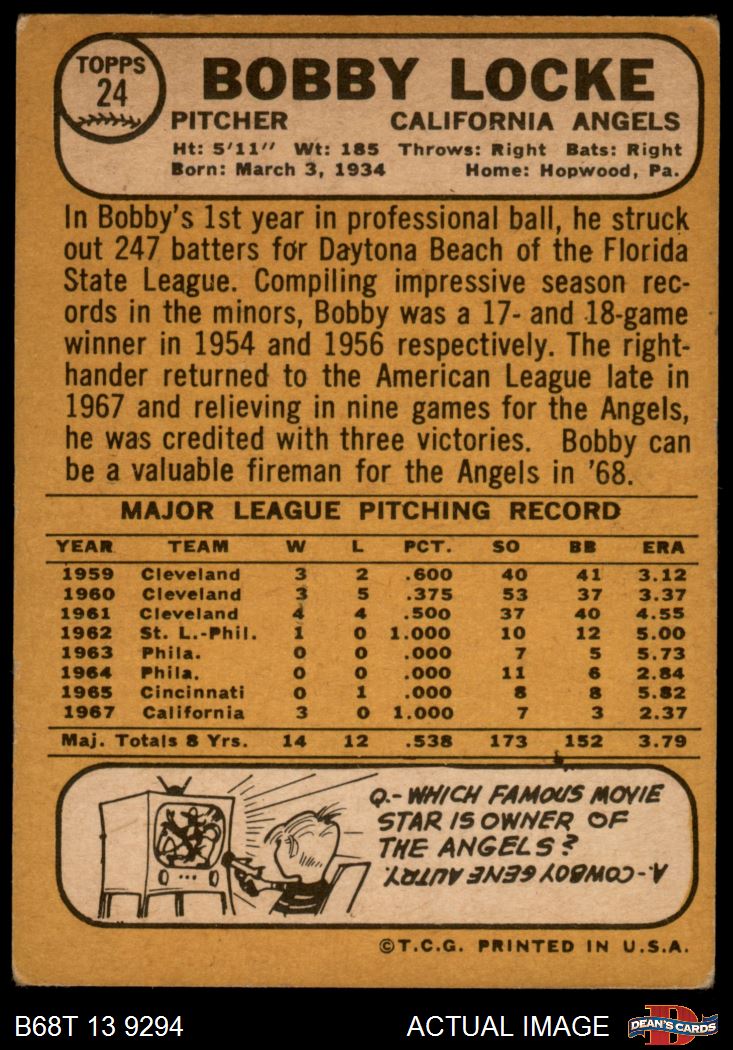 TOPPS
24
BOBBY LOCKE
PITCHER CALIFORNIA ANGELS
Ht: 5'11" Wt: 185 Throws: Right Bats: Right
Born: March 3, 1934 Home: Hopwood, Pa.
In Bobby's 1st year in professional ball, he struck
out 247 batters for Daytona Beach of the Florida
State League. Compiling impressive season rec-
ords in the minors, Bobby was a 17- and 18-game
winner in 1954 and 1956 respectively. The right-
hander returned to the American League late in
1967 and relieving in nine games for the Angels,
he was credited with three victories. Bobby can
be a valuable fireman for the Angels in '68.
MAJOR LEAGUE PITCHING RECORD
YEAR TEAM W L PCT. SO BB ERA
1959 Cleveland 3 2 .600 40 41 3.12
1960 Cleveland 3 5 .375 53 37 3.37
1961 Cleveland 4 4 .500 37 40 4.55
1962 St. L.-Phil. 1 0 1.000 10 12 5.00
1963 Phila. 0 0 .000 7 5 5.73
1964 Phila. 0 0 .000 11 6 2.84
1965 Cincinnati 0 1 .000 8 8 5.82
1967 California 3 0 1.000 7 3 2.37
Maj. Totals 8 Yrs. 14 12 .538 173 152 3.79
Q.- WHICH FAMOUS MOVIE
STAR IS OWNER OF
THE ANGELS?
A-COWBOY GENE AUTRY.
©T.C.G. PRINTED IN U.S.A.
B68T 13 9294 ACTUAL IMAGE D DEAN'S CARDS